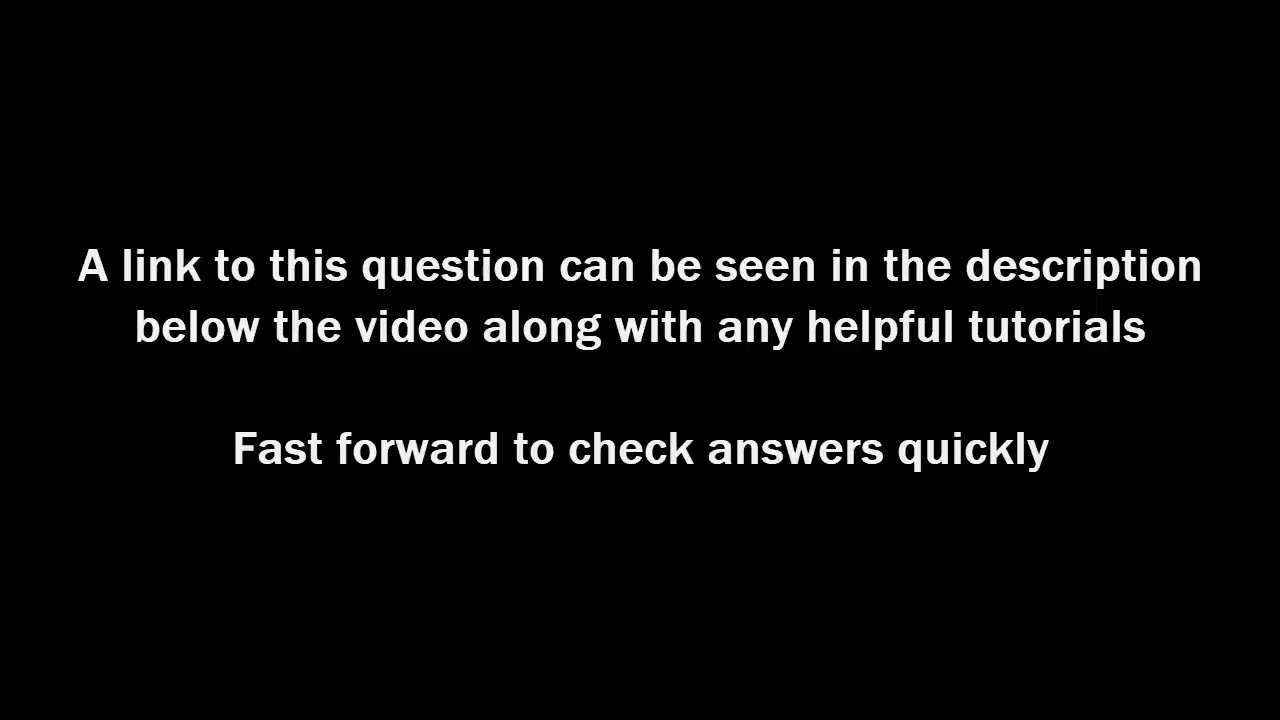 A link to this question can be seen in the description
below the video along with any helpful tutorials
Fast forward to check answers quickly